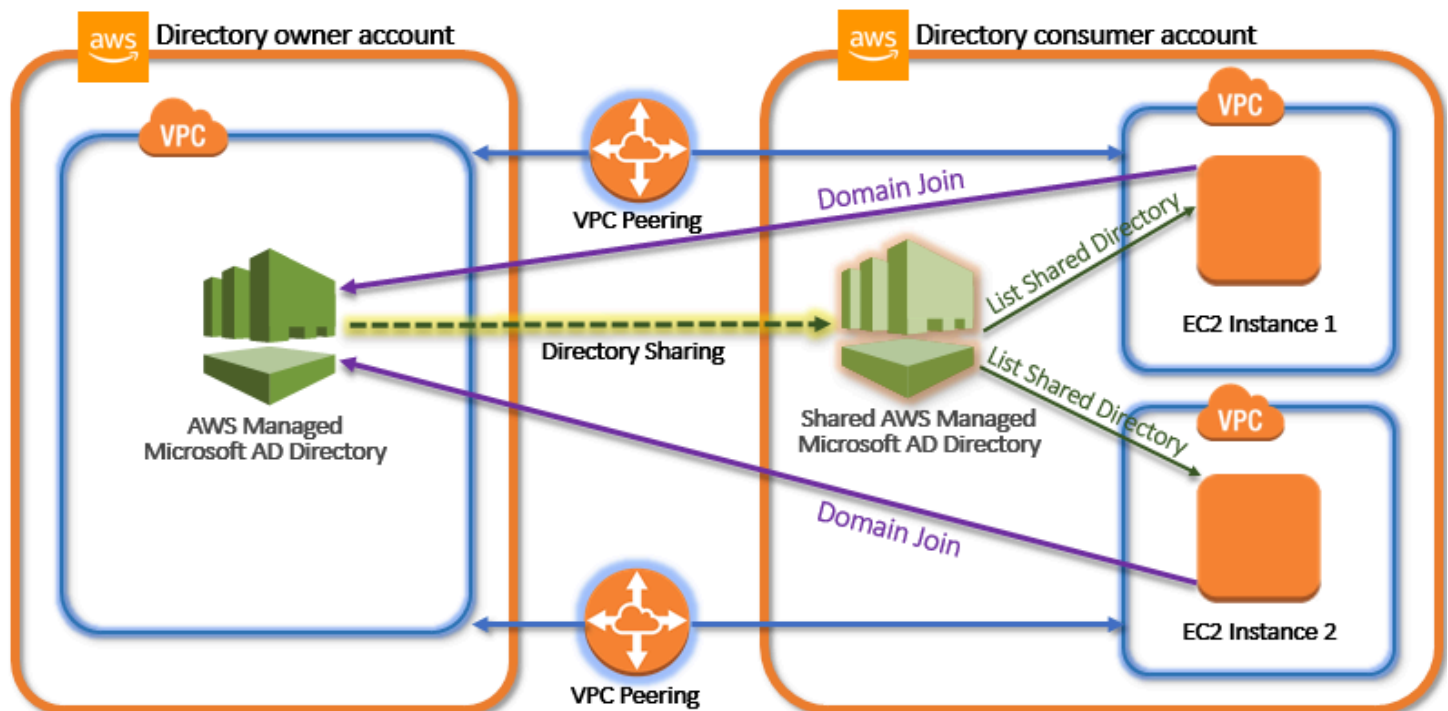 aws
Directory owner account
aws
Directory consumer account
VPC
VPC
VPC Peering
Domain Join
List Shared Directory
EC2 Instance 1
Directory Sharing
AWS Managed
Microsoft AD Directory
Shared AWS Managed
Microsoft AD Directory
List Shared Directory
VPC
Domain Join
EC2 Instance 2
VPC Peering